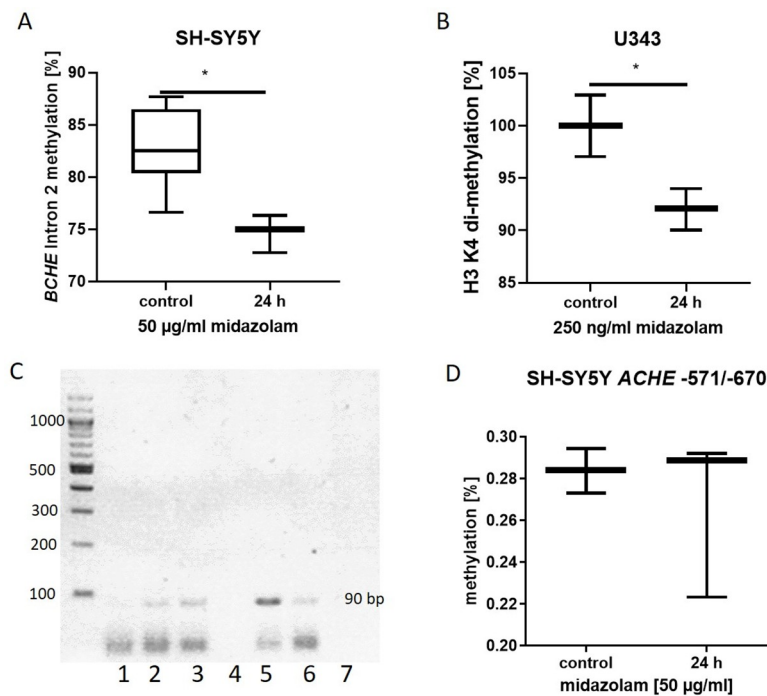 A
SH-SY5Y
*
BCHE Intron 2 methylation [%]
90
85
80
75
70
control
24 h
50 µg/ml midazolam
B
U343
*
H3 K4 di-methylation [%]
105
100
95
90
85
control
24 h
250 ng/ml midazolam
C
1000
500
300
200
100
90 bp
1 2 3 4 5 6 7
D
SH-SY5Y ACHE -571/-670
methylation [%]
0.30
0.28
0.26
0.24
0.22
0.20
control
24 h
midazolam [50 µg/ml]